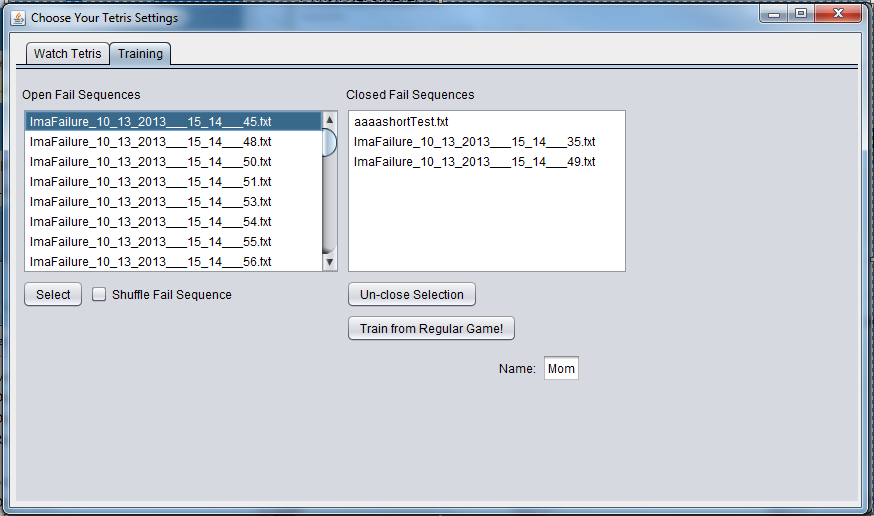 Choose Your Tetris Settings
Watch Tetris
Training
Open Fail Sequences
ImaFailure_10_13_2013___15_14___45.txt
ImaFailure_10_13_2013___15_14___48.txt
ImaFailure_10_13_2013___15_14___50.txt
ImaFailure_10_13_2013___15_14___51.txt
ImaFailure_10_13_2013___15_14___53.txt
ImaFailure_10_13_2013___15_14___54.txt
ImaFailure_10_13_2013___15_14___55.txt
ImaFailure_10_13_2013___15_14___56.txt
Select
Shuffle Fail Sequence
Closed Fail Sequences
aaaashortTest.txt
ImaFailure_10_13_2013___15_14___35.txt
ImaFailure_10_13_2013___15_14___49.txt
Un-close Selection
Train from Regular Game!
Name: Mom